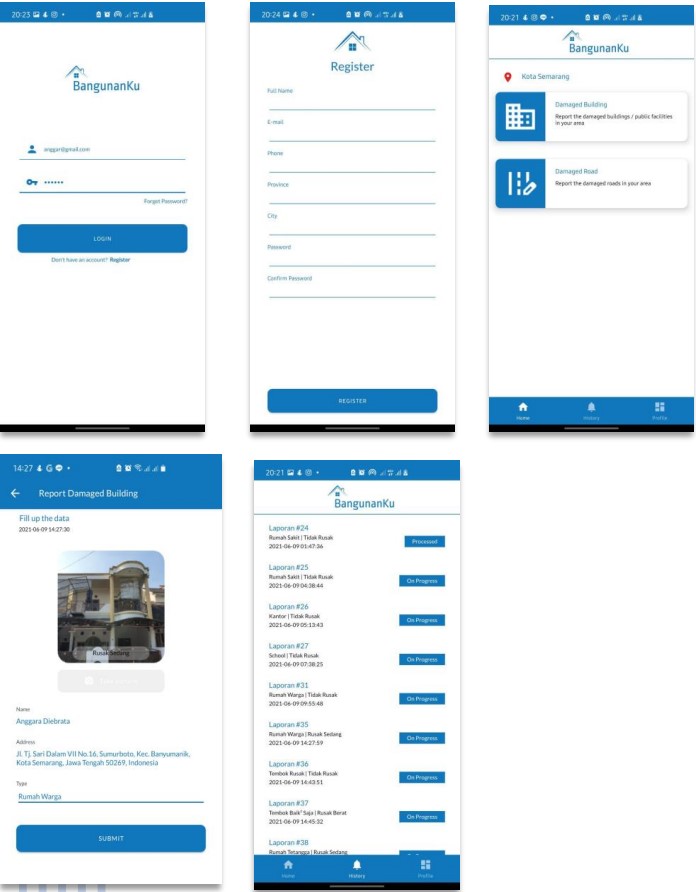 20:23
BangunanKu
anggar@gmail.com
Forgot Password?
LOGIN
Don't have an account? Register
20:24
Register
Full Name
E-mail
Phone
Province
City
Password
Confirm Password
REGISTER
20:21
BangunanKu
Kota Semarang
Damaged Building
Report the damaged buildings / public facilities
in your area
Damaged Road
Report the damaged roads in your area
Home
History
Profile
14:27
Report Damaged Building
Fill up the data
2021-06-09 14:27:30
Rusak Sedang
Name
Anggara Diebrata
Address
Jl. Tj. Sari Dalam VII No.16, Sumurboto, Kec. Banyumanik,
Kota Semarang, Jawa Tengah 50269, Indonesia
Type
Rumah Warga
SUBMIT
20:21
BangunanKu
Laporan #24
Rumah Sakit | Tidak Rusak
2021-06-09 01:47:36
Processed
Laporan #25
Rumah Sakit | Tidak Rusak
2021-06-09 04:38:44
On Progress
Laporan #26
Kantor | Tidak Rusak
2021-06-09 05:13:43
On Progress
Laporan #27
School | Tidak Rusak
2021-06-09 07:38:25
On Progress
Laporan #31
Rumah Warga | Tidak Rusak
2021-06-09 09:55:48
On Progress
Laporan #35
Rumah Warga | Rusak Sedang
2021-06-09 14:27:59
On Progress
Laporan #36
Tembok Rusak | Tidak Rusak
2021-06-09 14:43:51
On Progress
Laporan #37
Tembok Baik" Saja | Rusak Berat
2021-06-09 14:45:32
On Progress
Laporan #38
Rumah Tetangga | Rusak Sedang
Home
History
Profile